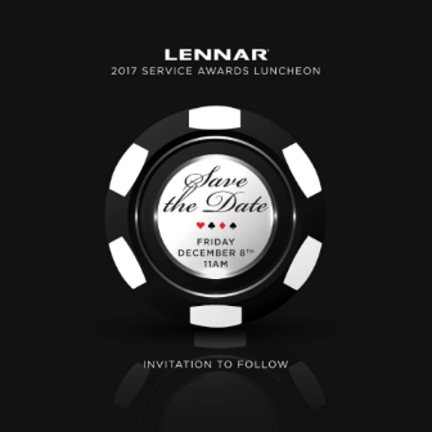 LENNAR
2017 SERVICE AWARDS LUNCHEON
Save
the Date
FRIDAY
DECEMBER 8TH
11AM
INVITATION TO FOLLOW